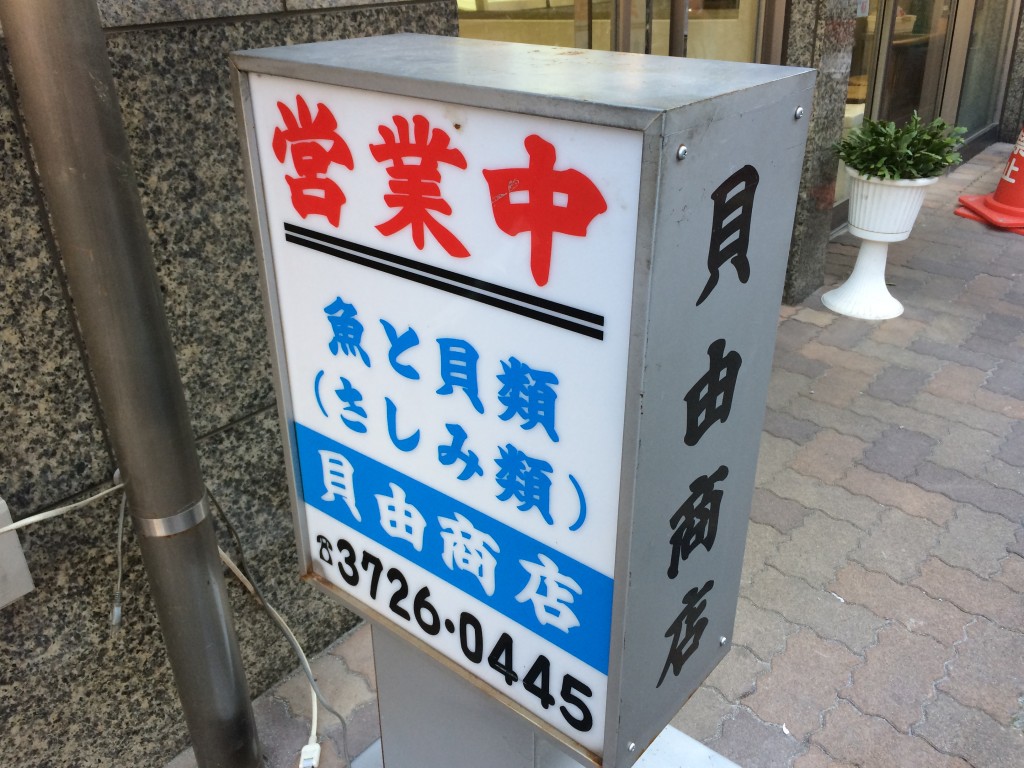 営業中
魚と貝類
(さしみ類)
貝由商店
☎3726・0445
貝由商店